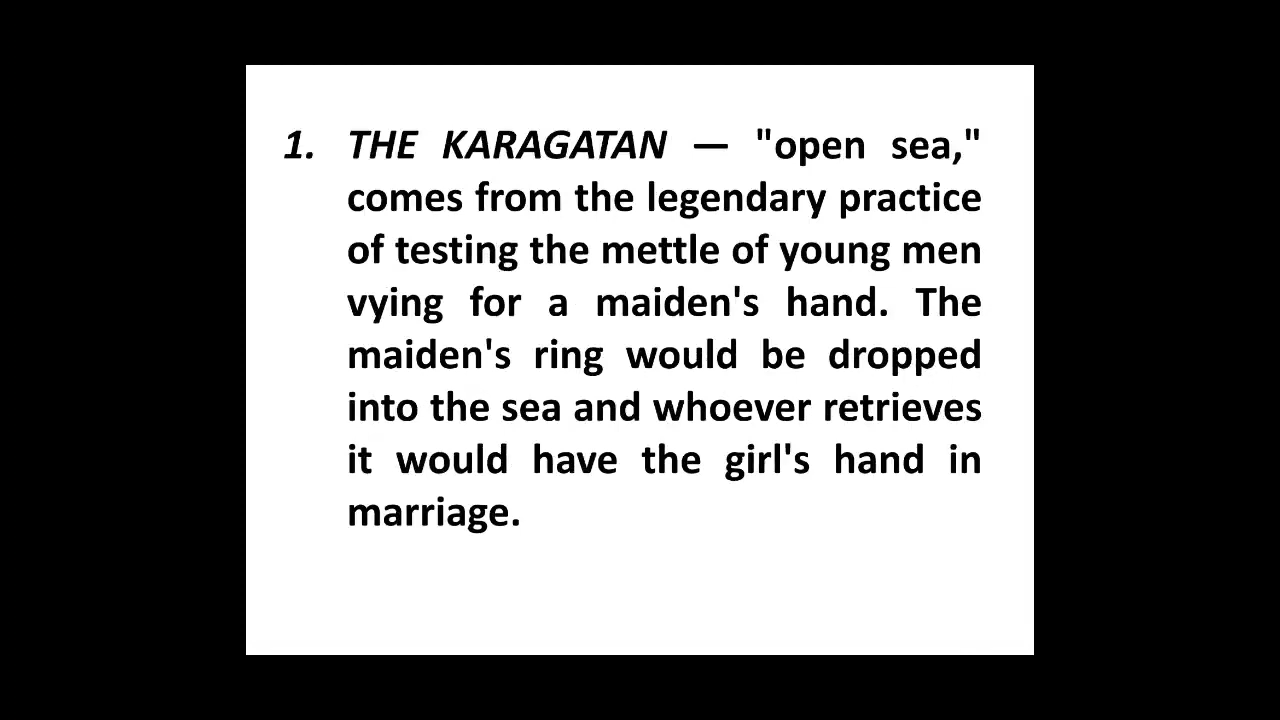 1. THE KARAGATAN — "open sea,"
comes from the legendary practice
of testing the mettle of young men
vying for a maiden's hand. The
maiden's ring would be dropped
into the sea and whoever retrieves
it would have the girl's hand in
marriage.